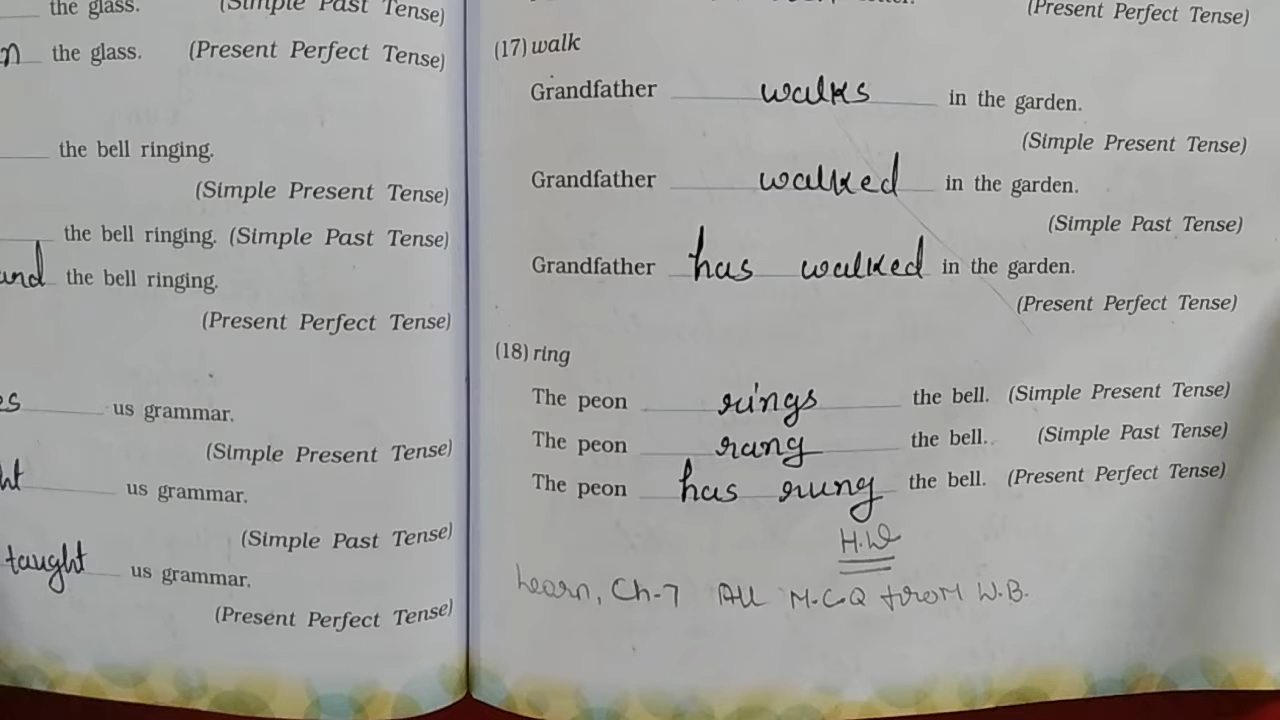 the glass. (Simple Past Tense)
n the glass. (Present Perfect Tense)
the bell ringing.
(Simple Present Tense)
the bell ringing. (Simple Past Tense)
the bell ringing.
(Present Perfect Tense)
es us grammar.
(Simple Present Tense)
ht us grammar.
(Simple Past Tense)
taught us grammar.
(Present Perfect Tense)
(Present Perfect Tense)
(17) walk
Grandfather walks in the garden.
(Simple Present Tense)
Grandfather walked in the garden.
(Simple Past Tense)
Grandfather has walked in the garden.
(Present Perfect Tense)
(18) ring
The peon rings the bell. (Simple Present Tense)
The peon rang the bell. (Simple Past Tense)
The peon has rung the bell. (Present Perfect Tense)
H.W
Learn, Ch-7 All M.C.Q from W.B.